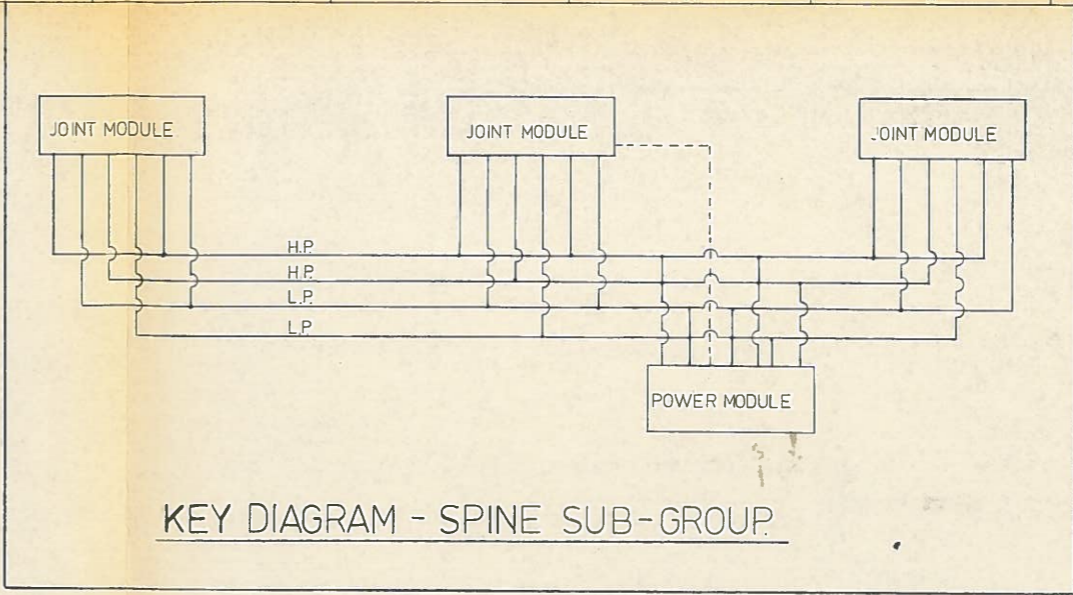 JOINT MODULE
JOINT MODULE
JOINT MODULE
H.P.
H.P.
L.P.
L.P
POWER MODULE
KEY DIAGRAM - SPINE SUB-GROUP.